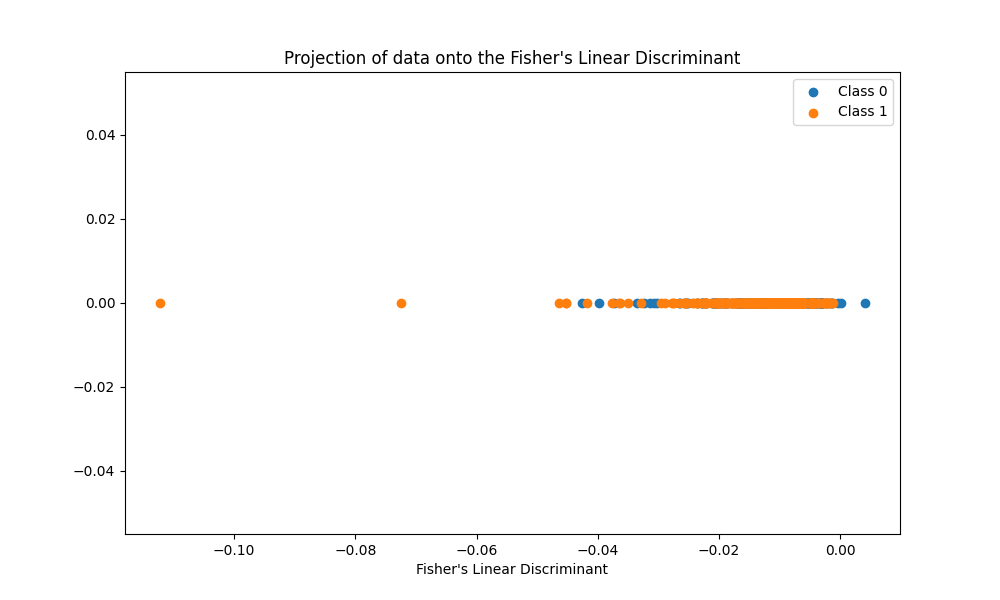 Projection of data onto the Fisher's Linear Discriminant
Class 0
Class 1
0.04
0.02
0.00
−0.02
−0.04
−0.10
−0.08
−0.06
−0.04
−0.02
0.00
Fisher's Linear Discriminant